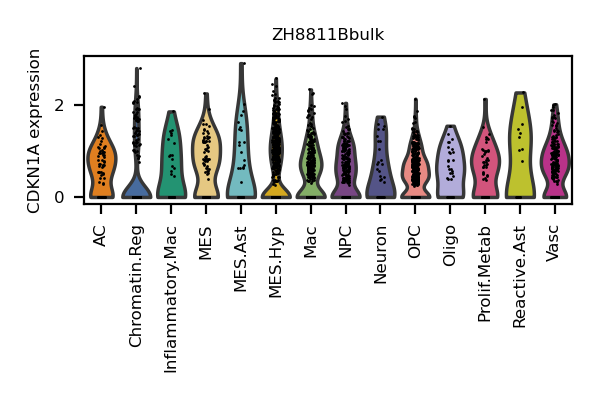 ZH8811Bbulk
CDKN1A expression
2
0
AC
Chromatin.Reg
Inflammatory.Mac
MES
MES.Ast
MES.Hyp
Mac
NPC
Neuron
OPC
Oligo
Prolif.Metab
Reactive.Ast
Vasc